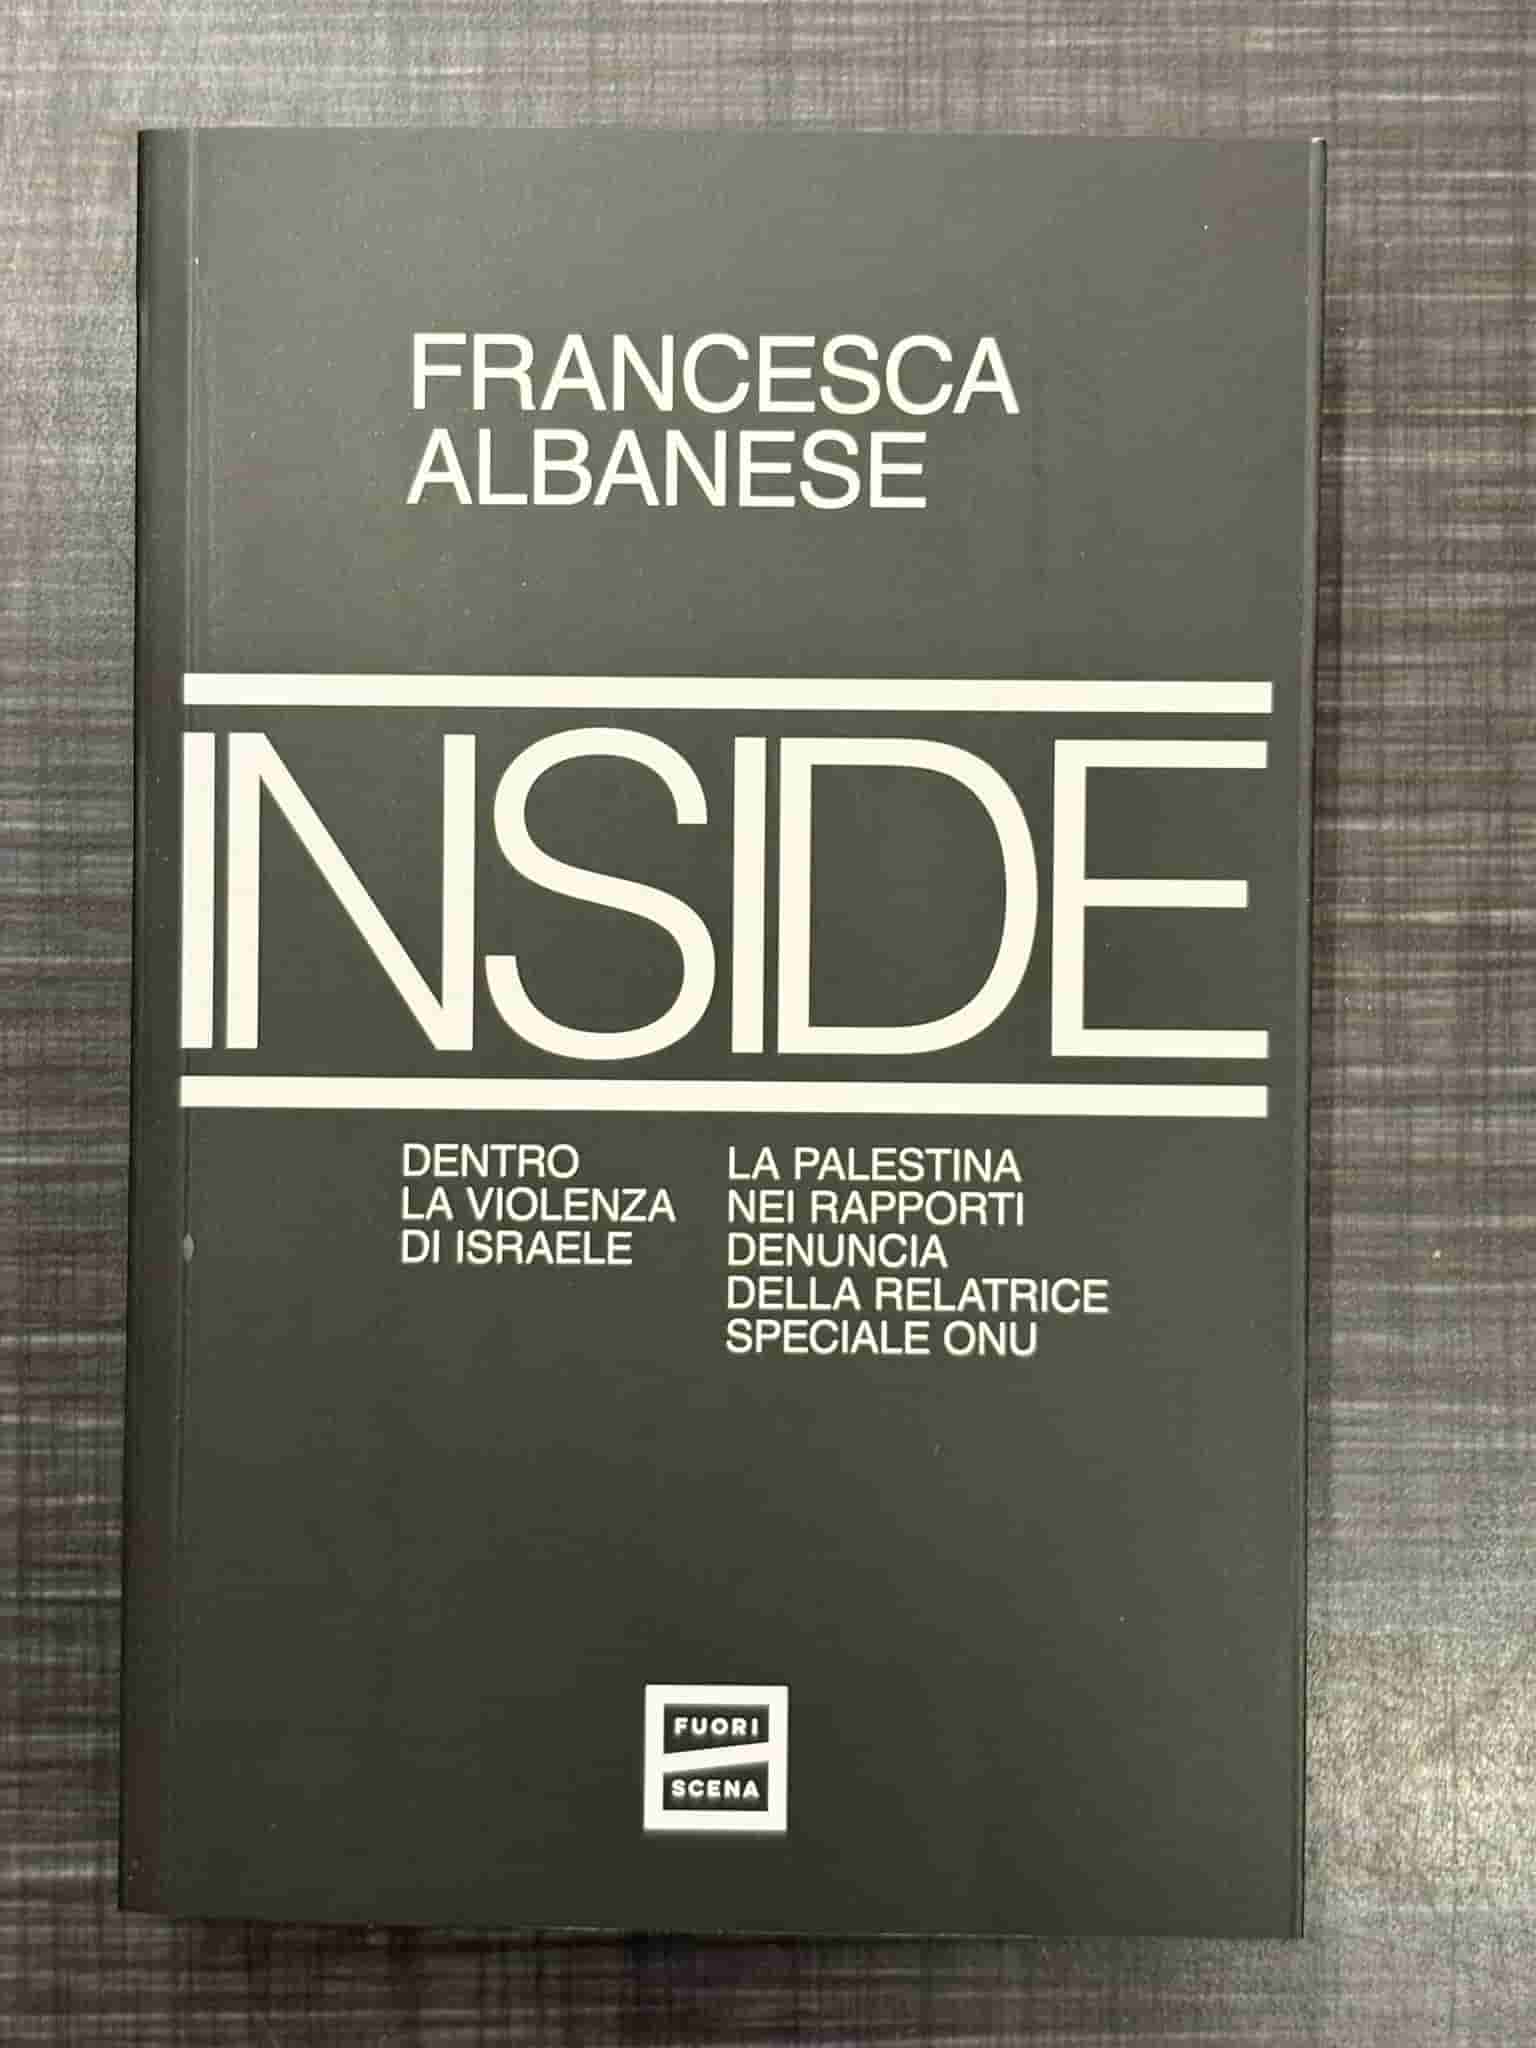 FRANCESCA
ALBANESE
INSIDE
DENTRO
LA VIOLENZA
DI ISRAELE
LA PALESTINA
NEI RAPPORTI
DENUNCIA
DELLA RELATRICE
SPECIALE ONU
FUORI
SCENA